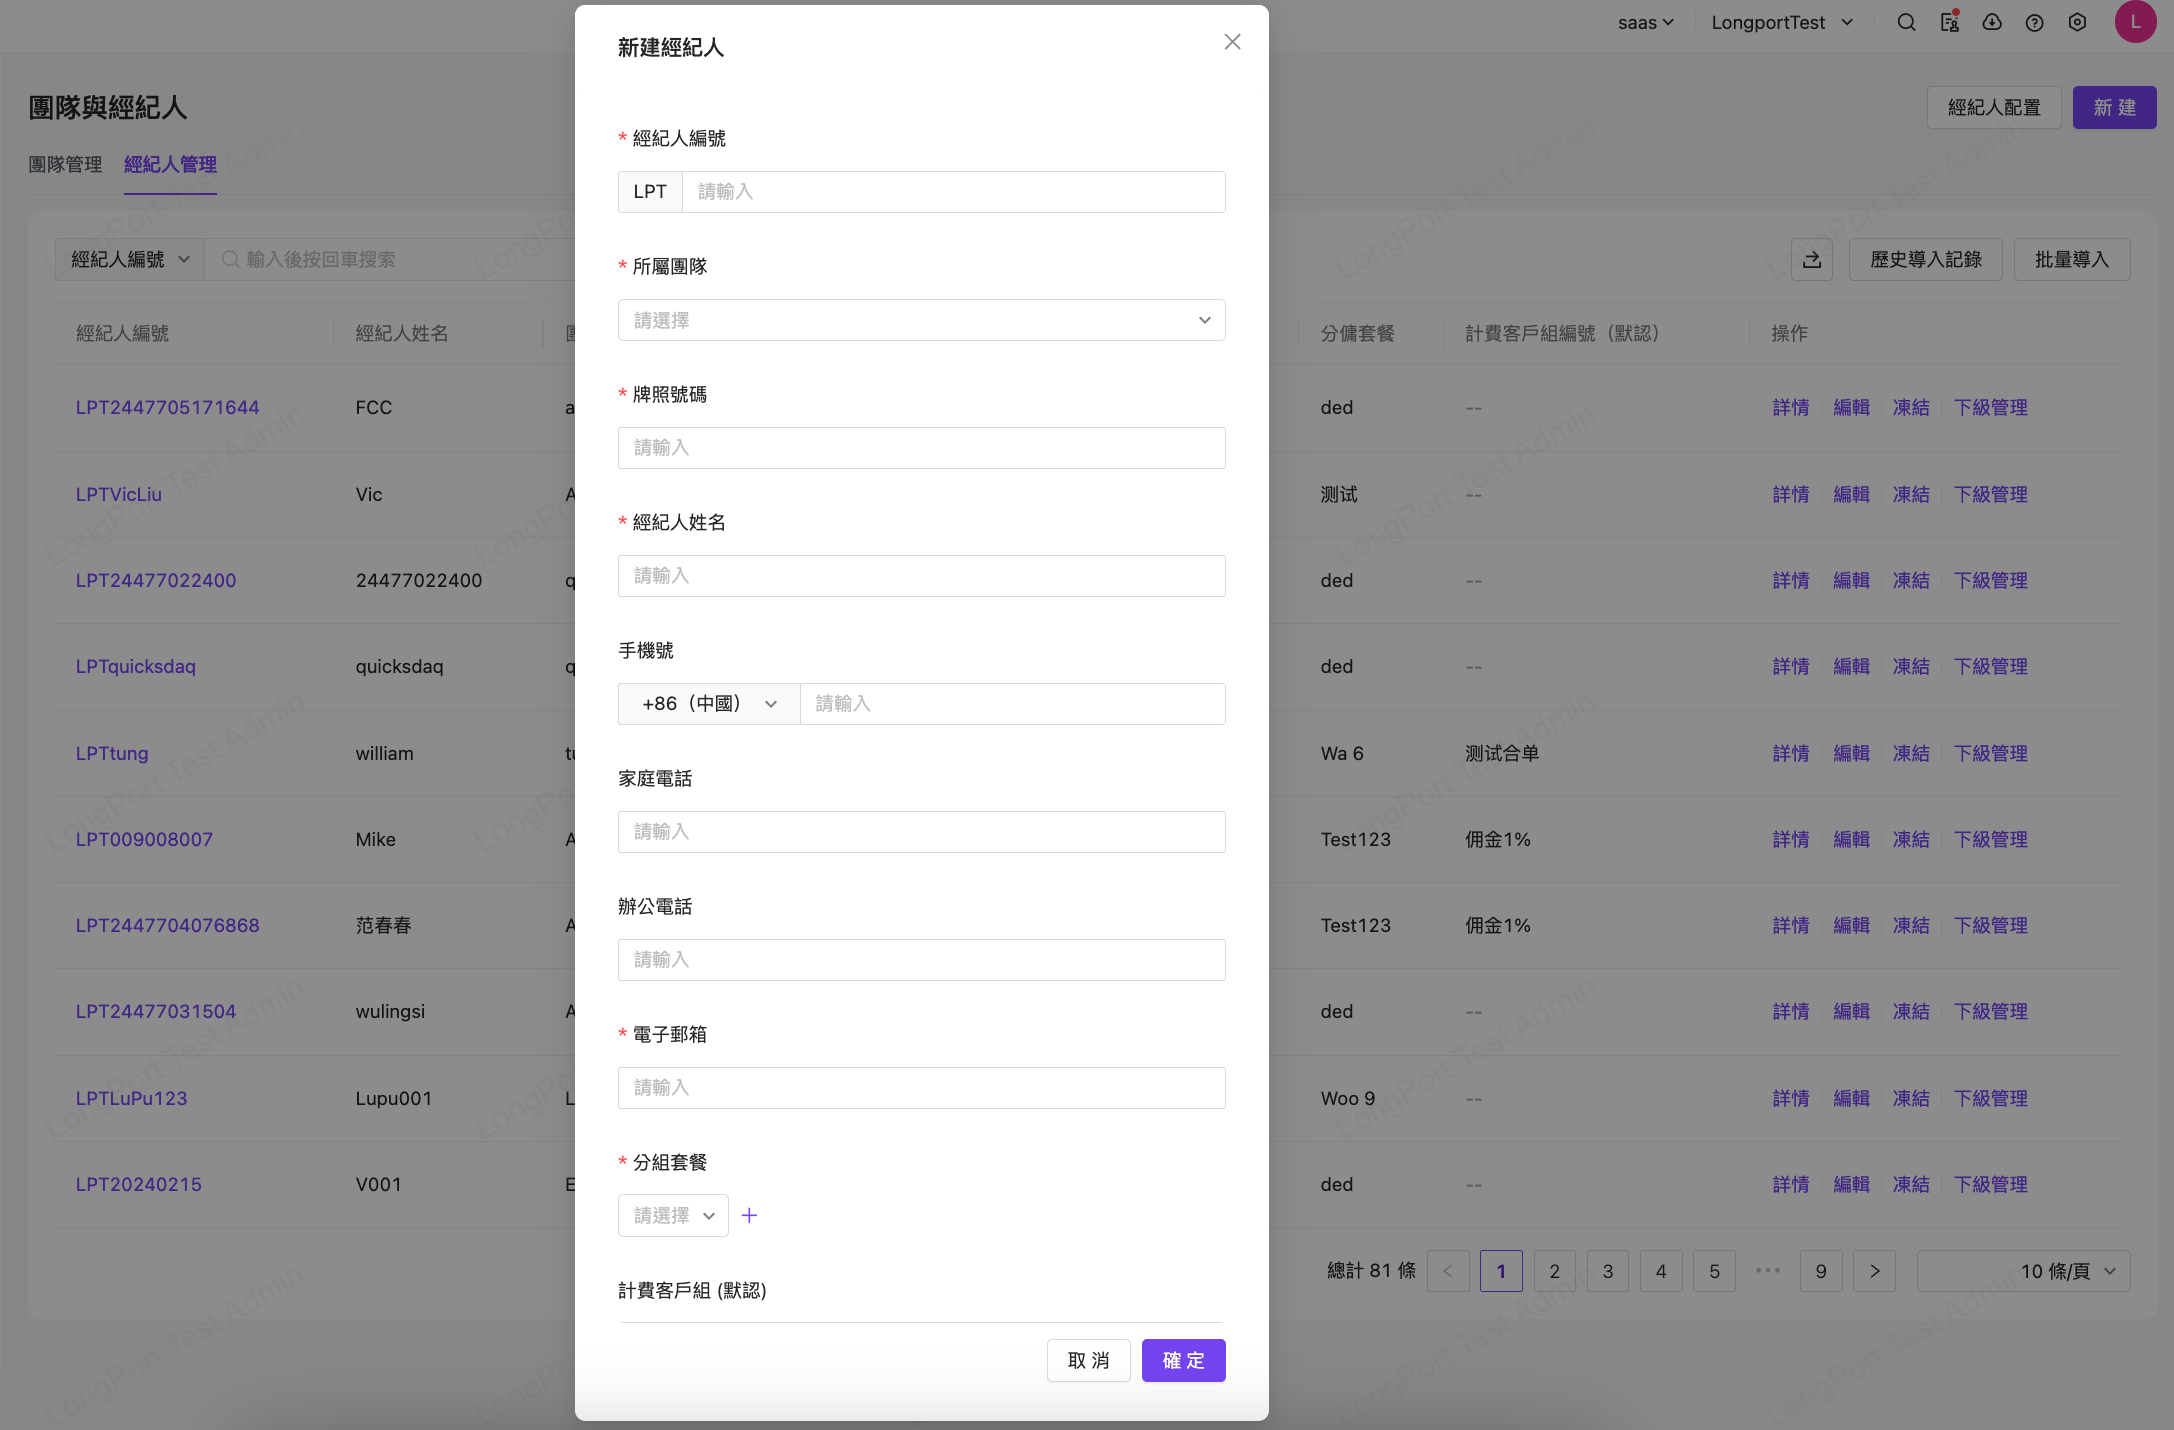 saas
LongportTest
L
團隊與經紀人
經紀人配置
新 建
團隊管理
經紀人管理
經紀人編號
輸入後按回車搜索
歷史導入記錄
批量導入
經紀人編號 經紀人姓名 分傭套餐 計費客戶組編號（默認） 操作
LPT2447705171644 FCC a ded -- 詳情 編輯 凍結 下級管理
LPTVicLiu Vic A 测试 -- 詳情 編輯 凍結 下級管理
LPT24477022400 24477022400 q ded -- 詳情 編輯 凍結 下級管理
LPTquicksdaq quicksdaq q ded -- 詳情 編輯 凍結 下級管理
LPTtung william tu Wa 6 测试合单 詳情 編輯 凍結 下級管理
LPT009008007 Mike A Test123 佣金1% 詳情 編輯 凍結 下級管理
LPT2447704076868 范春春 A Test123 佣金1% 詳情 編輯 凍結 下級管理
LPT24477031504 wulingsi A ded -- 詳情 編輯 凍結 下級管理
LPTLuPu123 Lupu001 L Woo 9 -- 詳情 編輯 凍結 下級管理
LPT20240215 V001 E ded -- 詳情 編輯 凍結 下級管理
總計 81 條 < 1 2 3 4 5 ••• 9 > 10 條/頁
新建經紀人
* 經紀人編號
LPT 請輸入
* 所屬團隊
請選擇
* 牌照號碼
請輸入
* 經紀人姓名
請輸入
手機號
+86（中國） 請輸入
家庭電話
請輸入
辦公電話
請輸入
* 電子郵箱
請輸入
* 分組套餐
請選擇 +
計費客戶組 (默認)
取 消
確 定
LongPort Test Admin